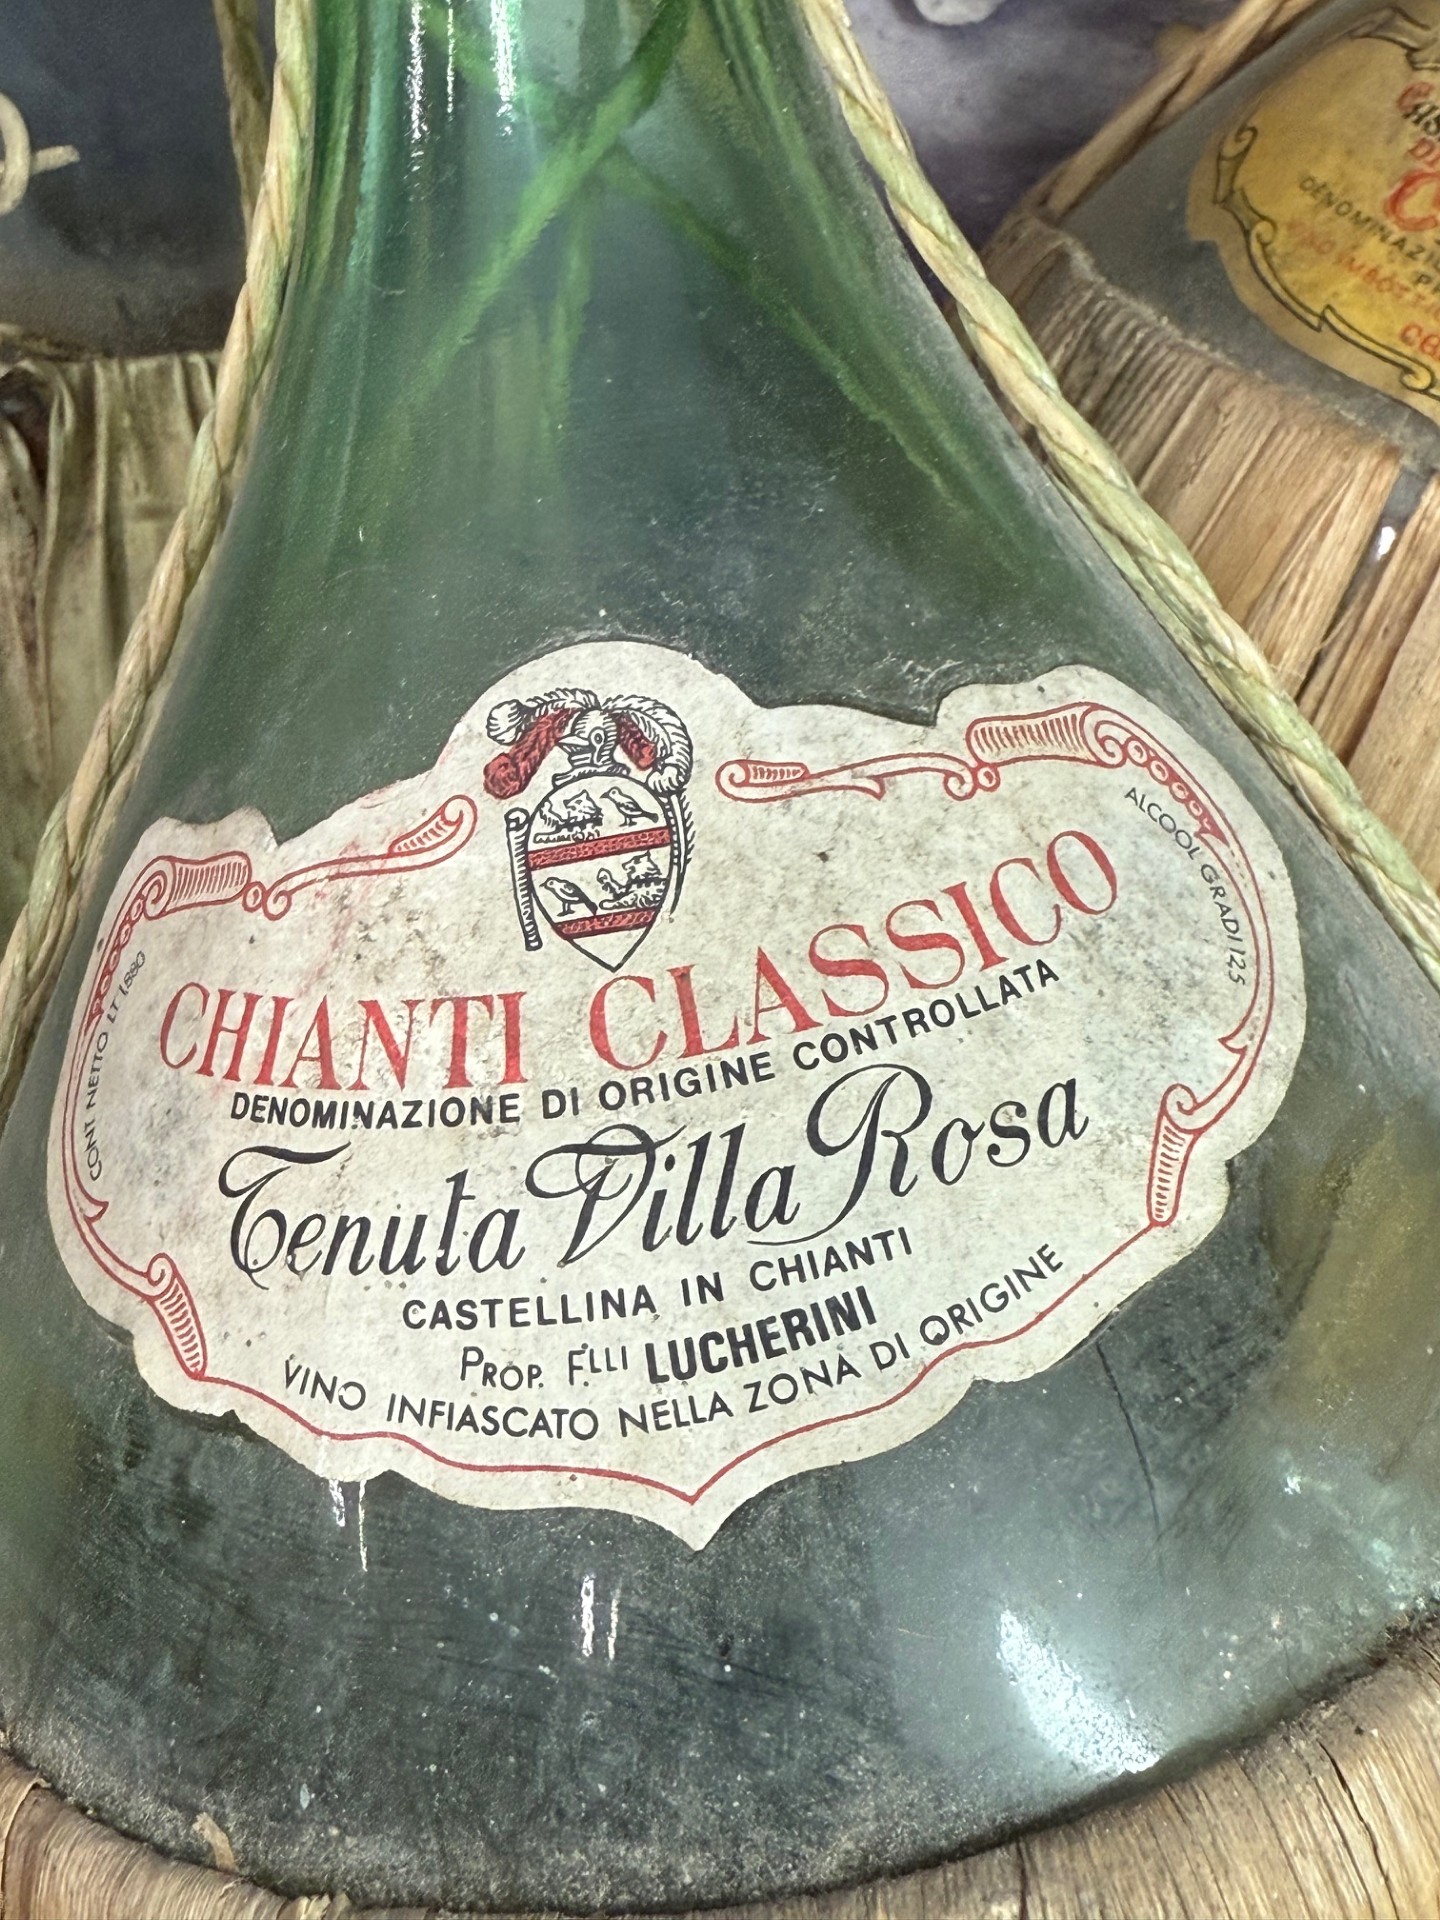 CHIANTI CLASSICO
DENOMINAZIONE DI ORIGINE CONTROLLATA
Tenuta Villa Rosa
CASTELLINA IN CHIANTI
PROP. F.LLI LUCHERINI
VINO INFIASCATO NELLA ZONA DI ORIGINE
CONT. NETTO LT 1.880
ALCOOL GRADI 12.5
DENOMINAZIO